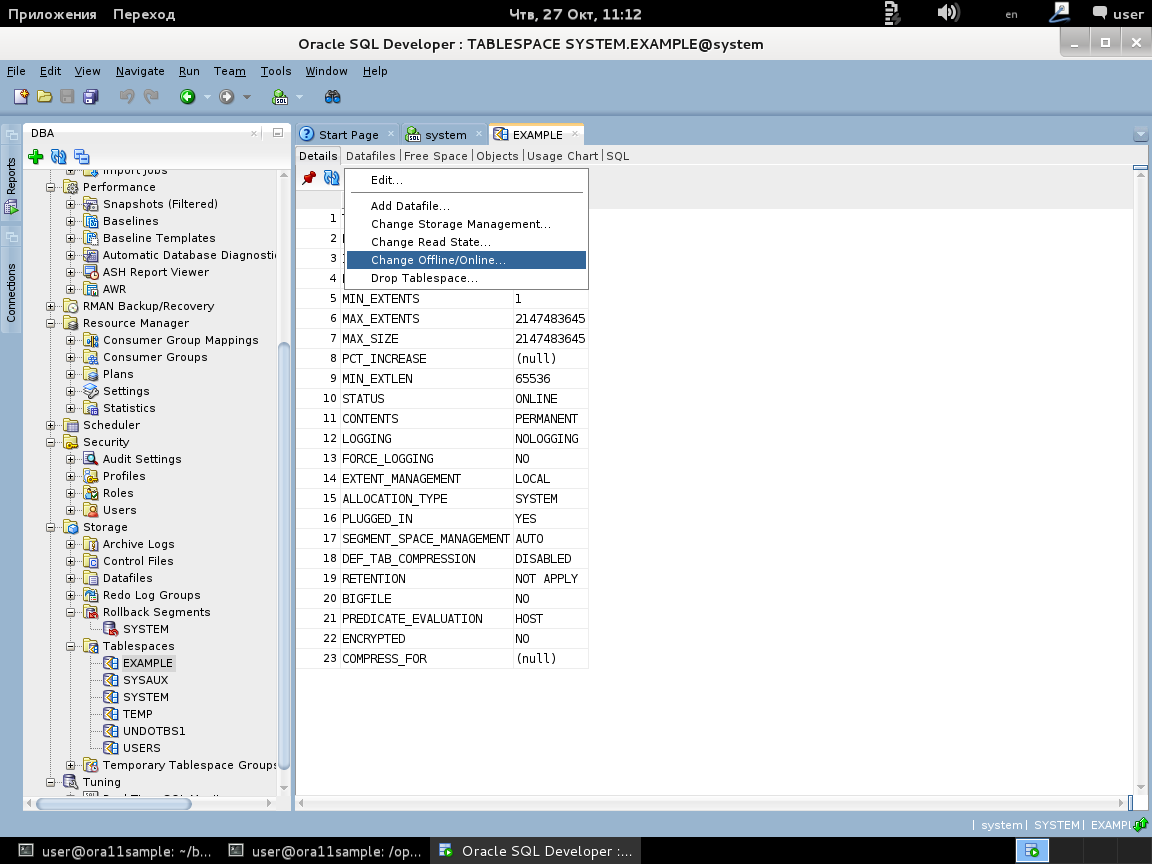 Приложения Переход Чтв, 27 Окт, 11:12 en user
Oracle SQL Developer : TABLESPACE SYSTEM.EXAMPLE@system
File Edit View Navigate Run Team Tools Window Help
SQL
Reports
Connections
DBA
Import Jobs
Performance
Snapshots (Filtered)
Baselines
Baseline Templates
Automatic Database Diagnosti
ASH Report Viewer
AWR
RMAN Backup/Recovery
Resource Manager
Consumer Group Mappings
Consumer Groups
Plans
Settings
Statistics
Scheduler
Security
Audit Settings
Profiles
Roles
Users
Storage
Archive Logs
Control Files
Datafiles
Redo Log Groups
Rollback Segments
SYSTEM
Tablespaces
EXAMPLE
SYSAUX
SYSTEM
TEMP
UNDOTBS1
USERS
Temporary Tablespace Groups
Tuning
Start Page system EXAMPLE
Details Datafiles | Free Space | Objects | Usage Chart | SQL
Edit...
Add Datafile...
Change Storage Management...
Change Read State...
Change Offline/Online...
Drop Tablespace...
1
2
3
4
5 MIN_EXTENTS 1
6 MAX_EXTENTS 2147483645
7 MAX_SIZE 2147483645
8 PCT_INCREASE (null)
9 MIN_EXTLEN 65536
10 STATUS ONLINE
11 CONTENTS PERMANENT
12 LOGGING NOLOGGING
13 FORCE_LOGGING NO
14 EXTENT_MANAGEMENT LOCAL
15 ALLOCATION_TYPE SYSTEM
16 PLUGGED_IN YES
17 SEGMENT_SPACE_MANAGEMENT AUTO
18 DEF_TAB_COMPRESSION DISABLED
19 RETENTION NOT APPLY
20 BIGFILE NO
21 PREDICATE_EVALUATION HOST
22 ENCRYPTED NO
23 COMPRESS_FOR (null)
| system | SYSTEM | EXAMPL
user@ora11sample: ~/b... user@ora11sample: /op... Oracle SQL Developer :...